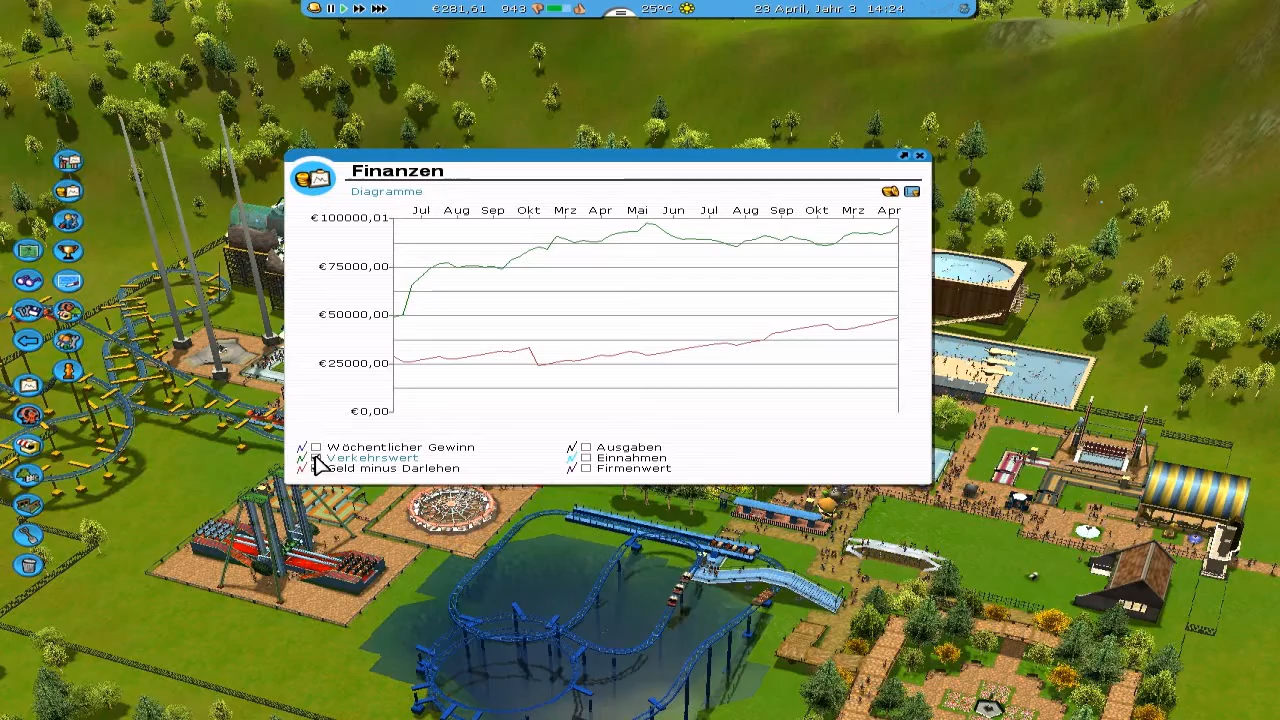 €281,61 943 25°C 23 April, Jahr 3 14:24
Finanzen
Diagramme
Jul Aug Sep Okt Mrz Apr Mai Jun Jul Aug Sep Okt Mrz Apr
€100000,01
€75000,00
€50000,00
€25000,00
€0,00
Wöchentlicher Gewinn Ausgaben
Verkehrswert Einnahmen
Geld minus Darlehen Firmenwert